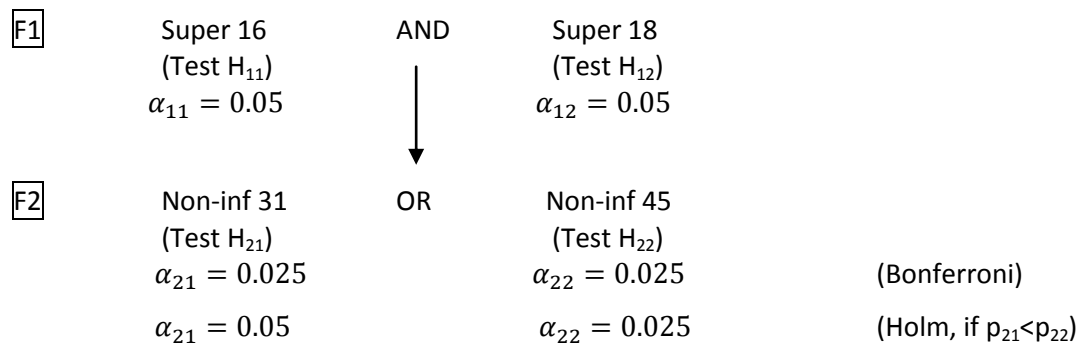 F1 Super 16 AND Super 18
(Test H₁₁) (Test H₁₂)
𝛼₁₁ = 0.05 𝛼₁₂ = 0.05
F2 Non-inf 31 OR Non-inf 45
(Test H₂₁) (Test H₂₂)
𝛼₂₁ = 0.025 𝛼₂₂ = 0.025 (Bonferroni)
𝛼₂₁ = 0.05 𝛼₂₂ = 0.025 (Holm, if p₂₁<p₂₂)